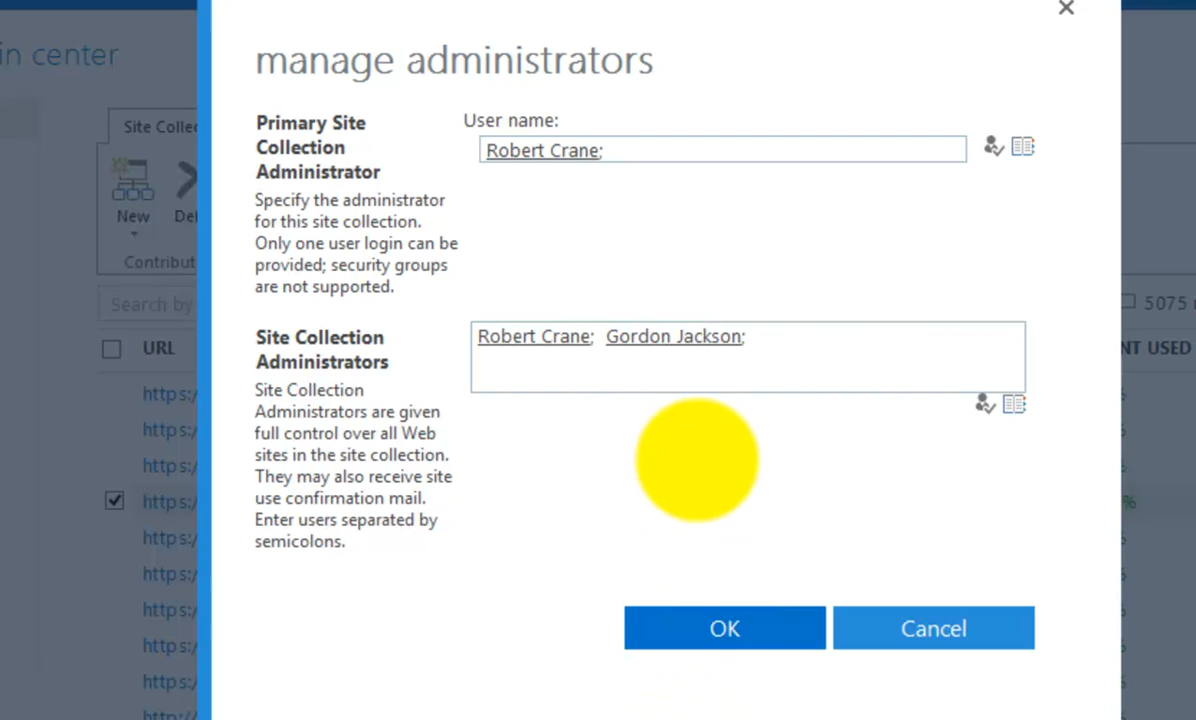 in center
manage administrators
Primary Site
Collection
Administrator
Specify the administrator
for this site collection.
Only one user login can be
provided; security groups
are not supported.
User name:
Robert Crane;
Site Collection
Administrators
Site Collection
Administrators are given
full control over all Web
sites in the site collection.
They may also receive site
use confirmation mail.
Enter users separated by
semicolons.
Robert Crane; Gordon Jackson;
OK
Cancel
Site Collec
New
Del
Contribut
Search by
URL
https:/
https:/
https:/
https:/
https:/
https:/
https:/
https:/
https:/
http://
5075
NT USED
%